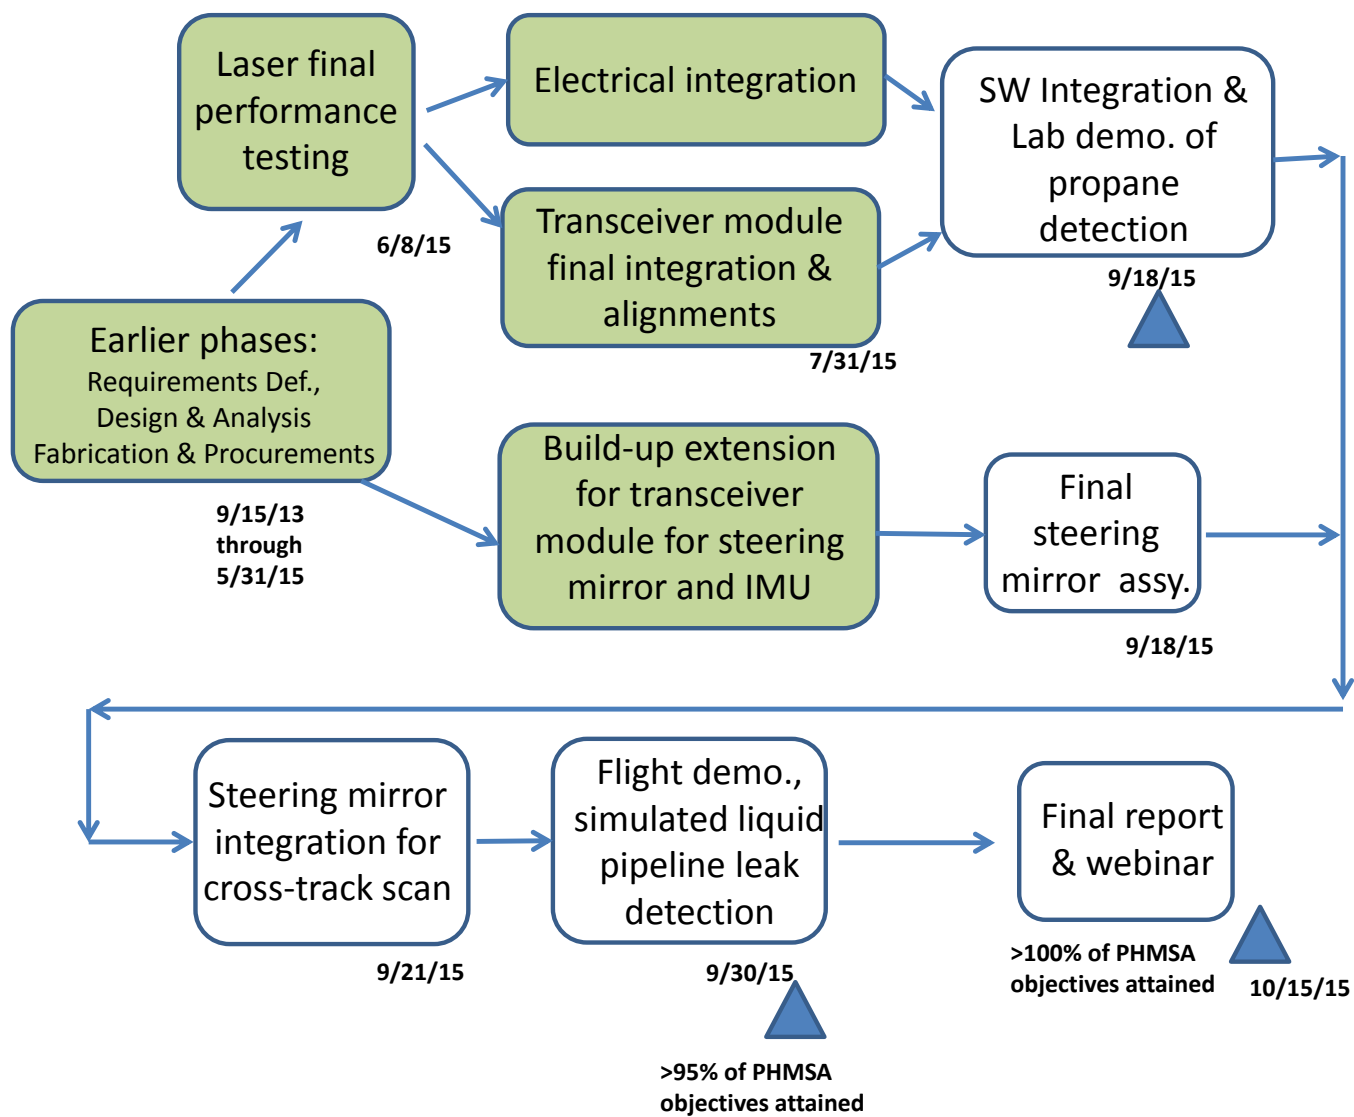 Laser final
performance
testing
6/8/15
Electrical integration
Transceiver module
final integration &
alignments
7/31/15
SW Integration &
Lab demo. of
propane
detection
9/18/15
Earlier phases:
Requirements Def.,
Design & Analysis
Fabrication & Procurements
9/15/13
through
5/31/15
Build-up extension
for transceiver
module for steering
mirror and IMU
Final
steering
mirror assy.
9/18/15
Steering mirror
integration for
cross-track scan
9/21/15
Flight demo.,
simulated liquid
pipeline leak
detection
9/30/15
>95% of PHMSA
objectives attained
Final report
& webinar
>100% of PHMSA
objectives attained
10/15/15